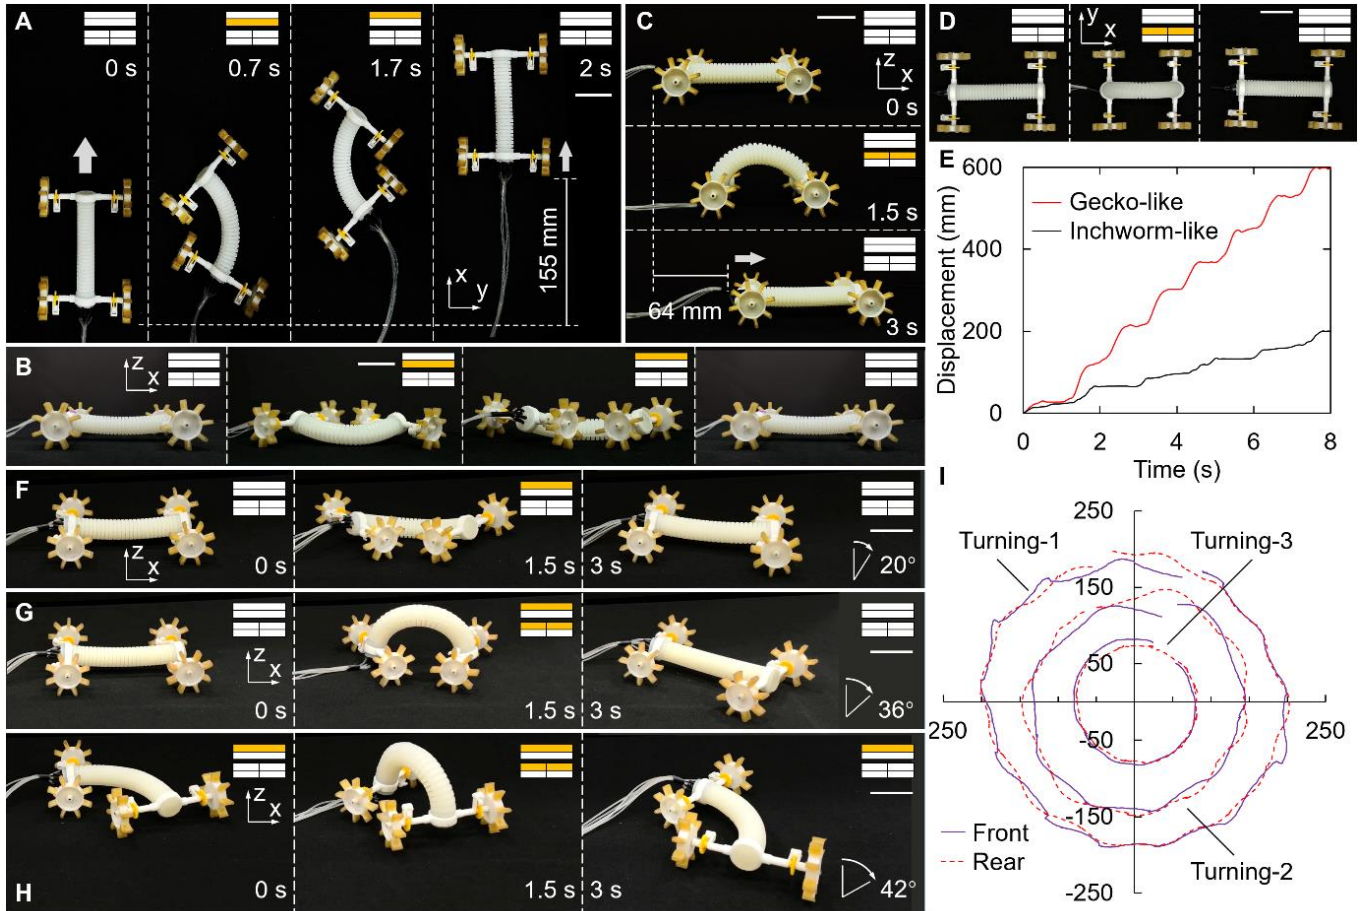 A
0 s
0.7 s
1.7 s
2 s
x
y
155 mm
B
z
x
C
z
x
0 s
1.5 s
64 mm
3 s
D
y
x
E
600
400
200
0
Displacement (mm)
Gecko-like
Inchworm-like
0
2
4
6
8
Time (s)
F
z
x
0 s
1.5 s
3 s
20°
G
z
x
0 s
1.5 s
3 s
36°
H
z
x
0 s
1.5 s
3 s
42°
I
250
Turning-1
Turning-3
150
50
250
250
-50
-150
Front
Rear
Turning-2
-250